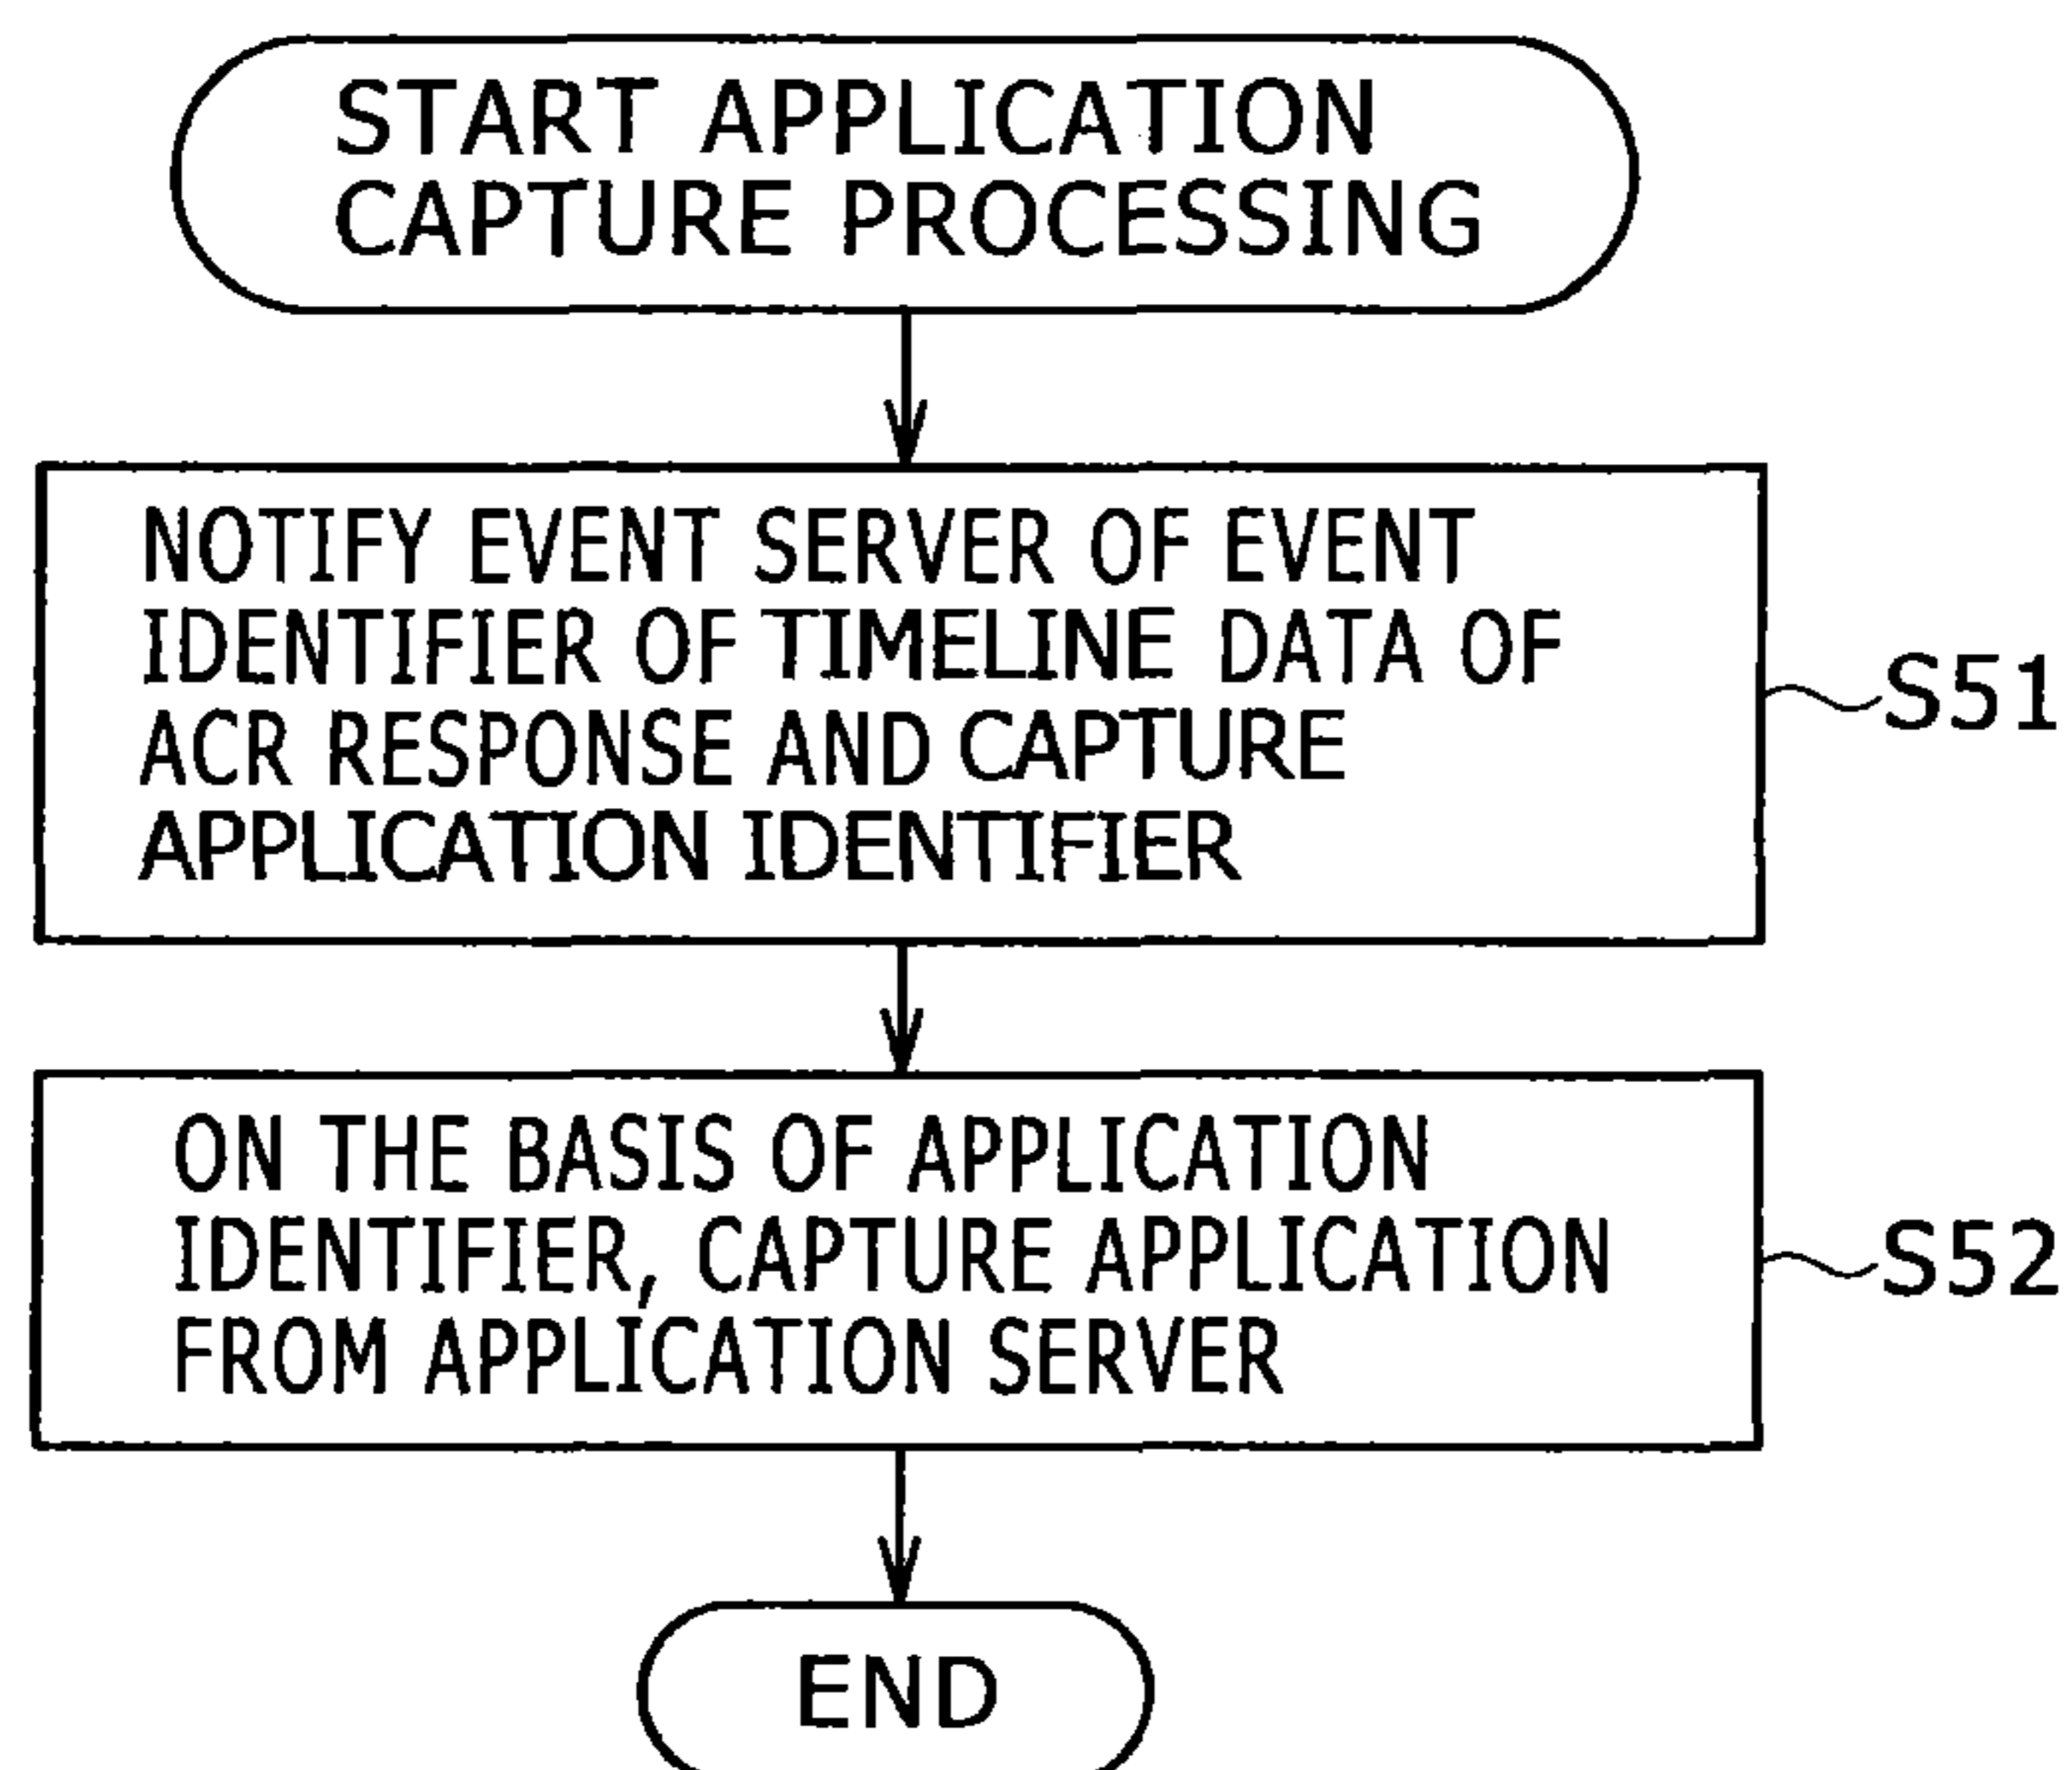 START APPLICATION
CAPTURE PROCESSING
NOTIFY EVENT SERVER OF EVENT
IDENTIFIER OF TIMELINE DATA OF
ACR RESPONSE AND CAPTURE
APPLICATION IDENTIFIER
S51
ON THE BASIS OF APPLICATION
IDENTIFIER, CAPTURE APPLICATION
FROM APPLICATION SERVER
S52
END